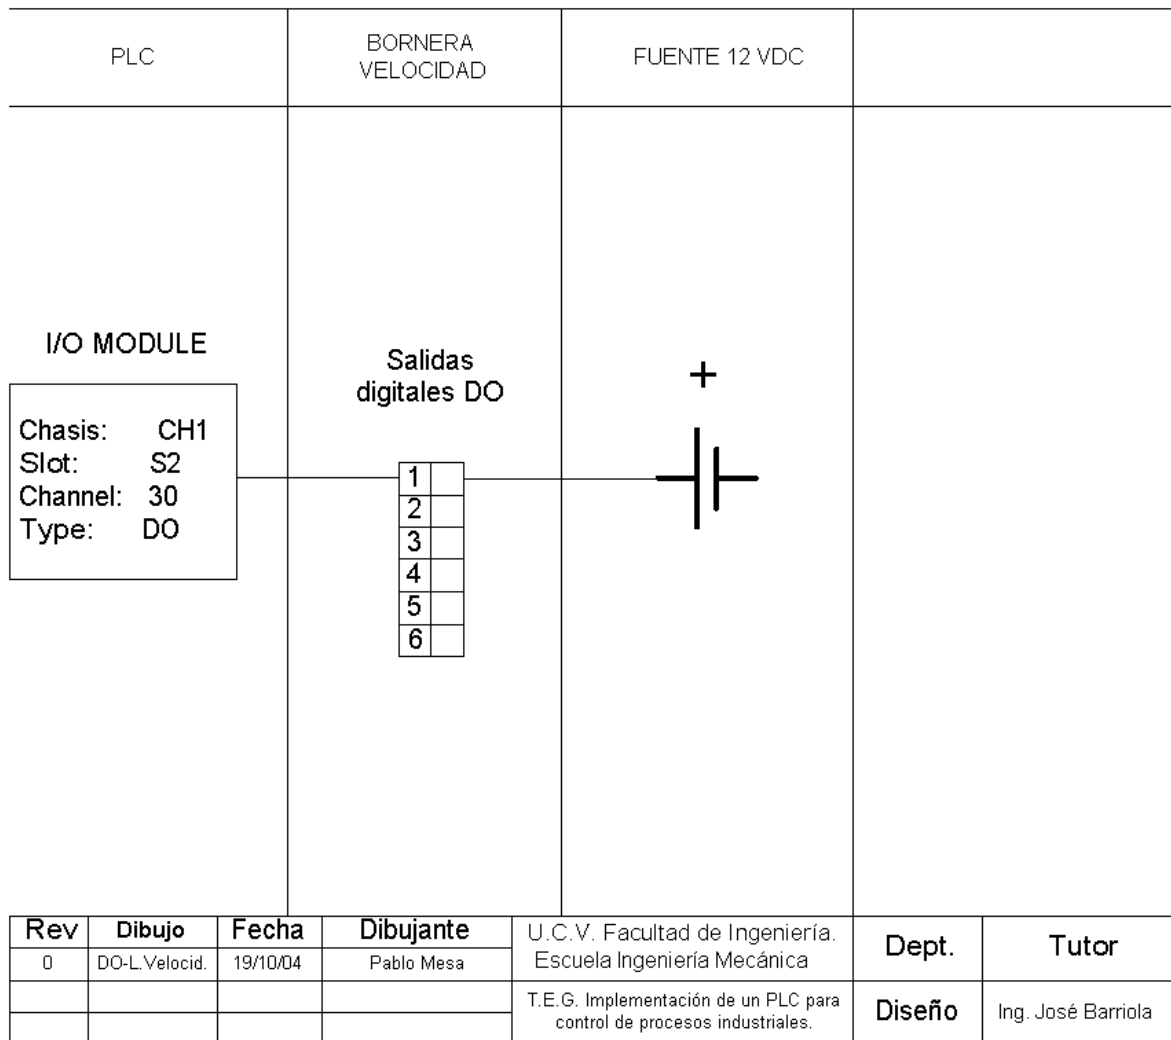 PLC
BORNERA
VELOCIDAD
FUENTE 12 VDC
I/O MODULE
Chasis: CH1
Slot: S2
Channel: 30
Type: DO
Salidas
digitales DO
1
2
3
4
5
6
+
Rev Dibujo Fecha Dibujante
0 DO-L.Velocid. 19/10/04 Pablo Mesa
U.C.V. Facultad de Ingeniería.
Escuela Ingeniería Mecánica
T.E.G. Implementación de un PLC para
control de procesos industriales.
Dept. Tutor
Diseño Ing. José Barriola